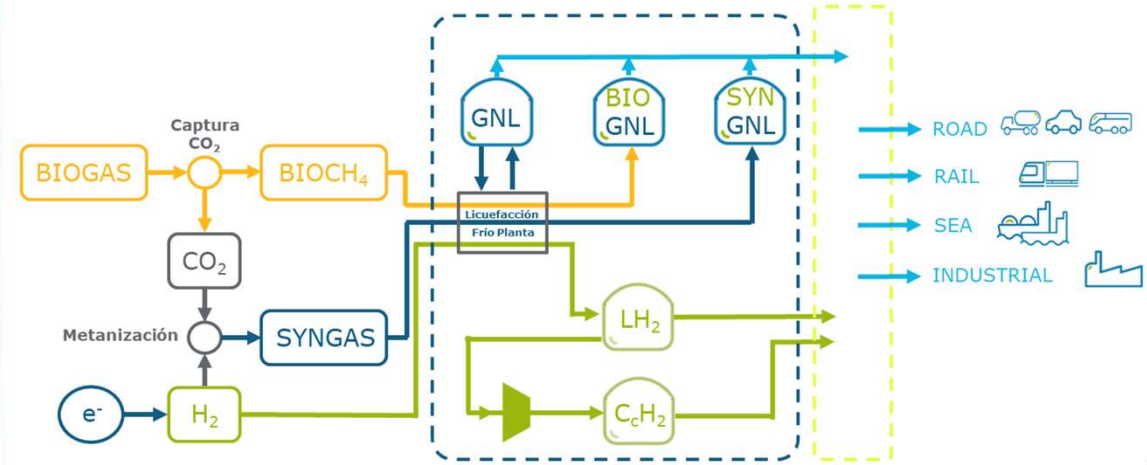 Captura
CO₂
BIOGAS
BIOCH₄
CO₂
Metanización
SYNGAS
e⁻
H₂
GNL
BIO
GNL
SYN
GNL
Licuefacción
Frío Planta
LH₂
CcH₂
ROAD
RAIL
SEA
INDUSTRIAL